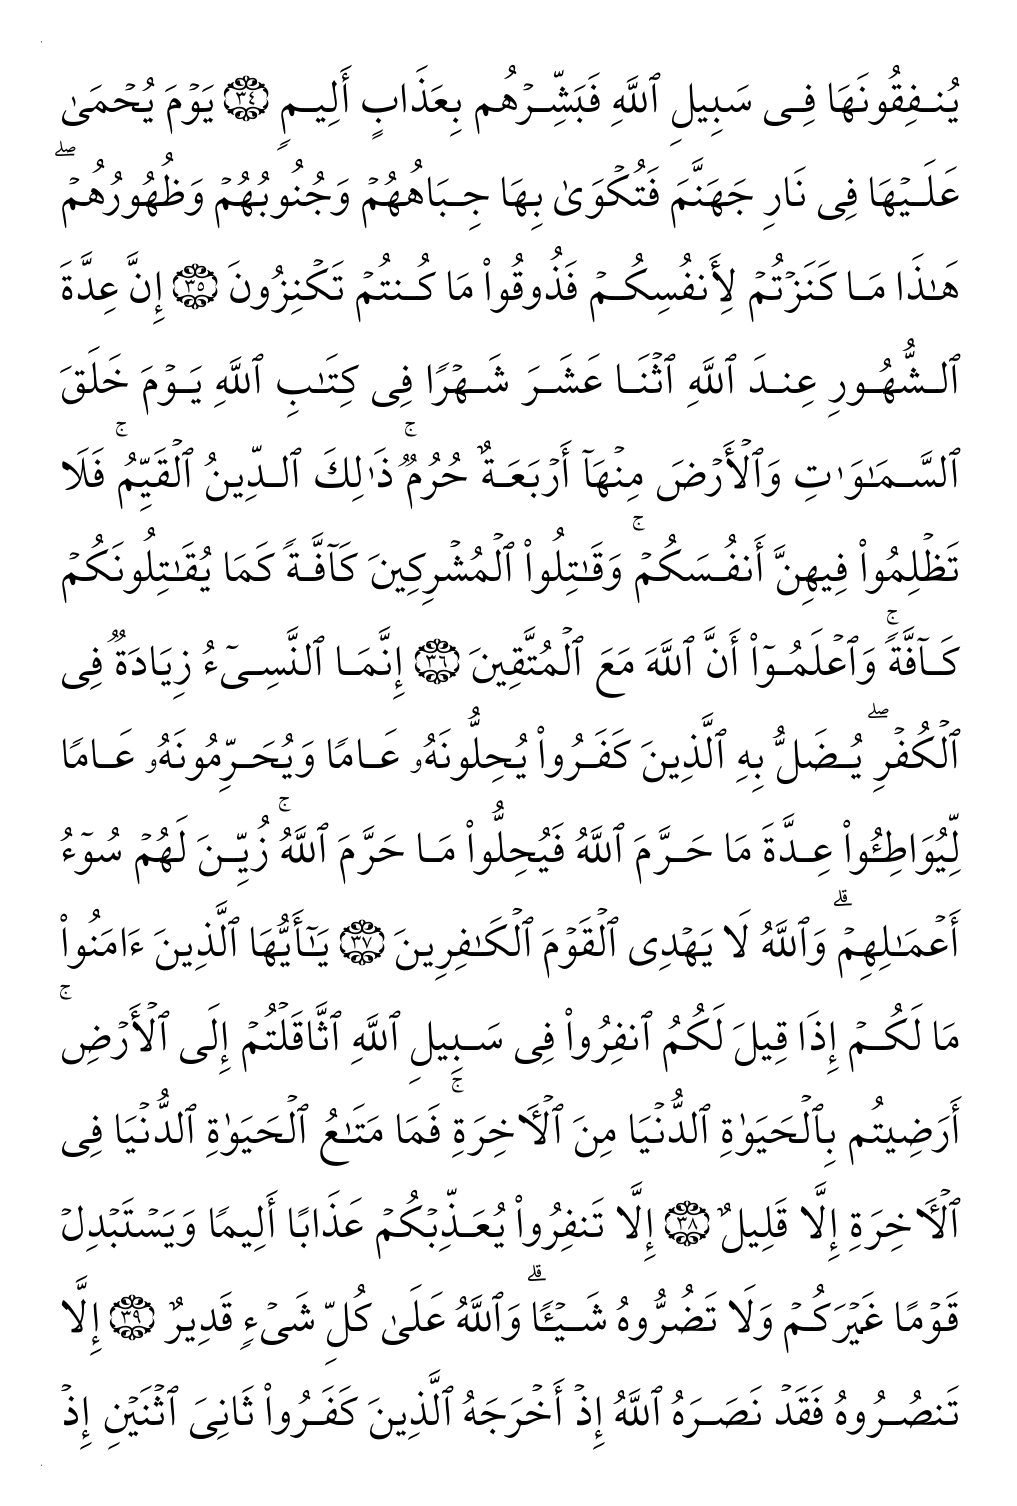 يُنفِقُونَهَا فِى سَبِيلِ ٱللَّهِ فَبَشِّرْهُم بِعَذَابٍ أَلِيمٍ ۝٣٤ يَوْمَ يُحْمَىٰ
عَلَيْهَا فِى نَارِ جَهَنَّمَ فَتُكْوَىٰ بِهَا جِبَاهُهُمْ وَجُنُوبُهُمْ وَظُهُورُهُمْ ۖ
هَـٰذَا مَا كَنَزْتُمْ لِأَنفُسِكُمْ فَذُوقُوا۟ مَا كُنتُمْ تَكْنِزُونَ ۝٣٥ إِنَّ عِدَّةَ
ٱلشُّهُورِ عِندَ ٱللَّهِ ٱثْنَا عَشَرَ شَهْرًا فِى كِتَـٰبِ ٱللَّهِ يَوْمَ خَلَقَ
ٱلسَّمَـٰوَٰتِ وَٱلْأَرْضَ مِنْهَآ أَرْبَعَةٌ حُرُمٌ ۚ ذَٰلِكَ ٱلدِّينُ ٱلْقَيِّمُ ۚ فَلَا
تَظْلِمُوا۟ فِيهِنَّ أَنفُسَكُمْ ۚ وَقَـٰتِلُوا۟ ٱلْمُشْرِكِينَ كَآفَّةً كَمَا يُقَـٰتِلُونَكُمْ
كَآفَّةً ۚ وَٱعْلَمُوٓا۟ أَنَّ ٱللَّهَ مَعَ ٱلْمُتَّقِينَ ۝٣٦ إِنَّمَا ٱلنَّسِىٓءُ زِيَادَةٌ فِى
ٱلْكُفْرِ ۖ يُضَلُّ بِهِ ٱلَّذِينَ كَفَرُوا۟ يُحِلُّونَهُۥ عَامًا وَيُحَرِّمُونَهُۥ عَامًا
لِّيُوَاطِـُٔوا۟ عِدَّةَ مَا حَرَّمَ ٱللَّهُ فَيُحِلُّوا۟ مَا حَرَّمَ ٱللَّهُ ۚ زُيِّنَ لَهُمْ سُوٓءُ
أَعْمَـٰلِهِمْ ۗ وَٱللَّهُ لَا يَهْدِى ٱلْقَوْمَ ٱلْكَـٰفِرِينَ ۝٣٧ يَـٰٓأَيُّهَا ٱلَّذِينَ ءَامَنُوا۟
مَا لَكُمْ إِذَا قِيلَ لَكُمُ ٱنفِرُوا۟ فِى سَبِيلِ ٱللَّهِ ٱثَّاقَلْتُمْ إِلَى ٱلْأَرْضِ ۚ
أَرَضِيتُم بِٱلْحَيَوٰةِ ٱلدُّنْيَا مِنَ ٱلْـَٔاخِرَةِ ۚ فَمَا مَتَـٰعُ ٱلْحَيَوٰةِ ٱلدُّنْيَا فِى
ٱلْـَٔاخِرَةِ إِلَّا قَلِيلٌ ۝٣٨ إِلَّا تَنفِرُوا۟ يُعَذِّبْكُمْ عَذَابًا أَلِيمًا وَيَسْتَبْدِلْ
قَوْمًا غَيْرَكُمْ وَلَا تَضُرُّوهُ شَيْـًٔا ۗ وَٱللَّهُ عَلَىٰ كُلِّ شَىْءٍ قَدِيرٌ ۝٣٩ إِلَّا
تَنصُرُوهُ فَقَدْ نَصَرَهُ ٱللَّهُ إِذْ أَخْرَجَهُ ٱلَّذِينَ كَفَرُوا۟ ثَانِىَ ٱثْنَيْنِ إِذْ